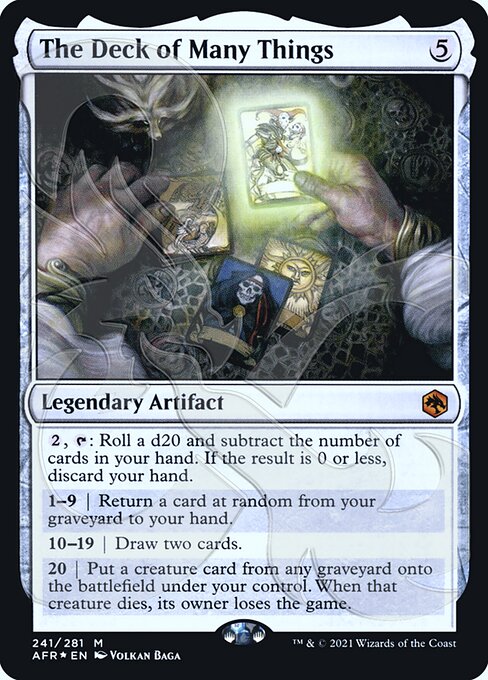 The Deck of Many Things 5
Legendary Artifact
2, : Roll a d20 and subtract the number of
cards in your hand. If the result is 0 or less,
discard your hand.
1–9 | Return a card at random from your
graveyard to your hand.
10–19 | Draw two cards.
20 | Put a creature card from any graveyard onto
the battlefield under your control. When that
creature dies, its owner loses the game.
241/281 M
AFR★EN Volkan Baga
™ & © 2021 Wizards of the Coast